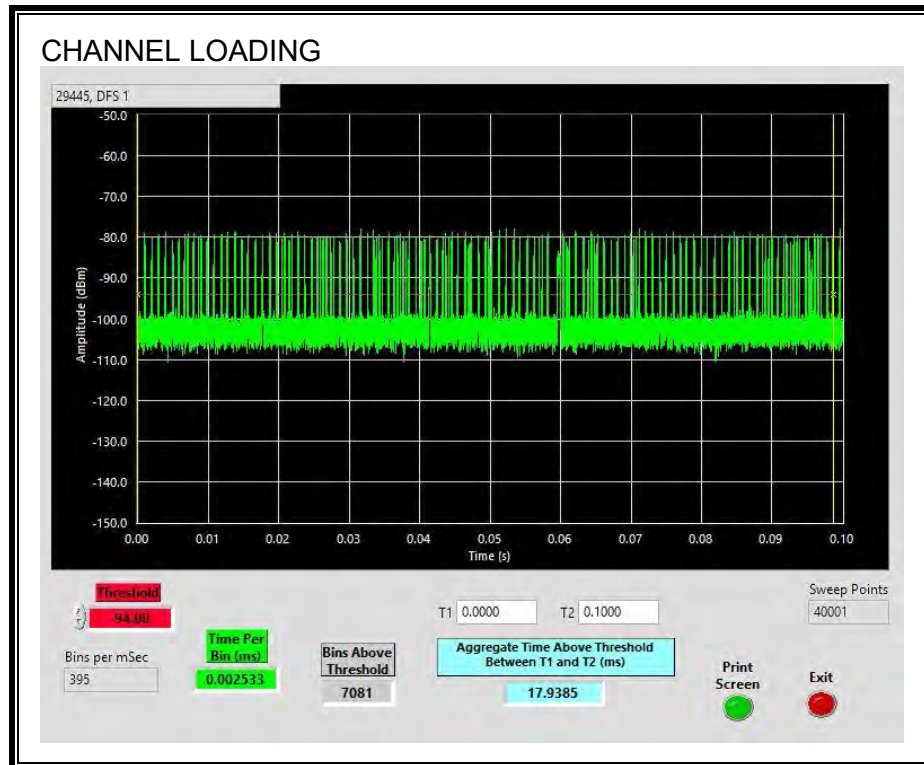 CHANNEL LOADING
29445, DFS 1
-50.0
-60.0
-70.0
-80.0
-90.0
-100.0
-110.0
-120.0
-130.0
-140.0
-150.0
Amplitude (dBm)
0.00 0.01 0.02 0.03 0.04 0.05 0.06 0.07 0.08 0.09 0.10
Time (s)
Threshold
-94.00
Bins per mSec
395
Time Per
Bin (ms)
0.002533
Bins Above
Threshold
7081
T1 0.0000 T2 0.1000
Aggregate Time Above Threshold
Between T1 and T2 (ms)
17.9385
Sweep Points
40001
Print
Screen
Exit